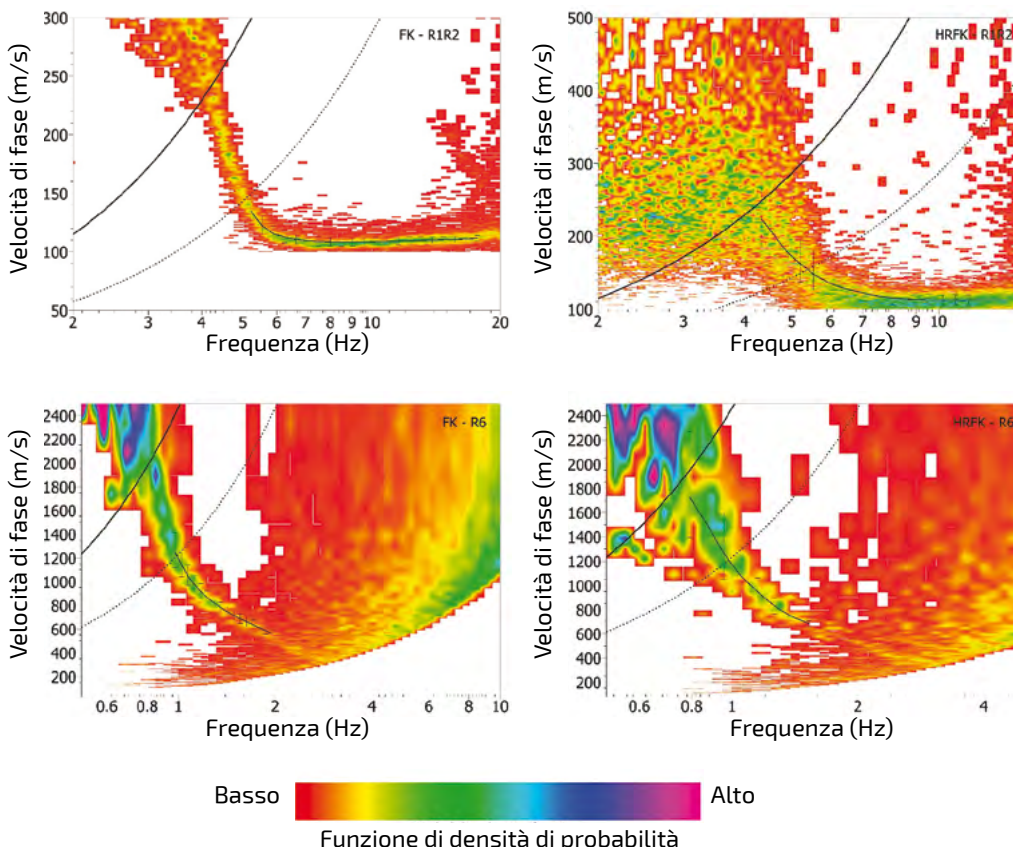 FK - R1R2
Velocità di fase (m/s)
300
250
200
150
100
50
2 3 4 5 6 7 8 9 10 20
Frequenza (Hz)
HRFK - R1R2
Velocità di fase (m/s)
500
400
300
200
100
2 3 4 5 6 7 8 9 10
Frequenza (Hz)
FK - R6
Velocità di fase (m/s)
2400
2200
2000
1800
1600
1400
1200
1000
800
600
400
200
0.6 0.8 1 2 4 6 8 10
Frequenza (Hz)
HRFK - R6
Velocità di fase (m/s)
2400
2200
2000
1800
1600
1400
1200
1000
800
600
400
200
0.6 0.8 1 2 4
Frequenza (Hz)
Basso Alto
Funzione di densità di probabilità